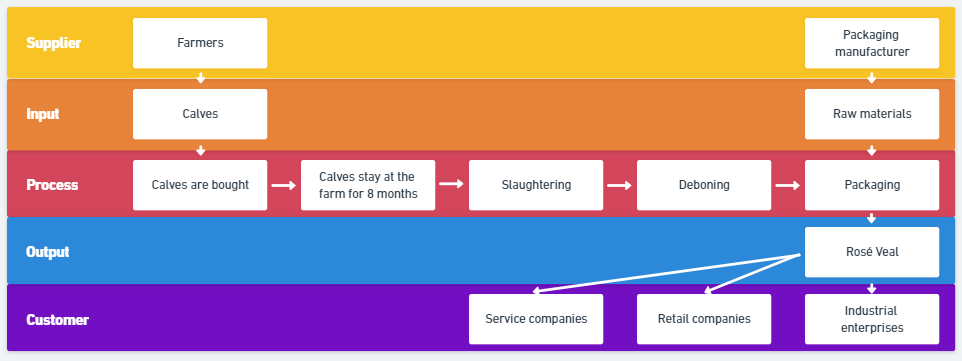 Supplier
Farmers
Packaging
manufacturer
Input
Calves
Raw materials
Process
Calves are bought
Calves stay at the
farm for 8 months
Slaughtering
Deboning
Packaging
Output
Rosé Veal
Customer
Service companies
Retail companies
Industrial
enterprises